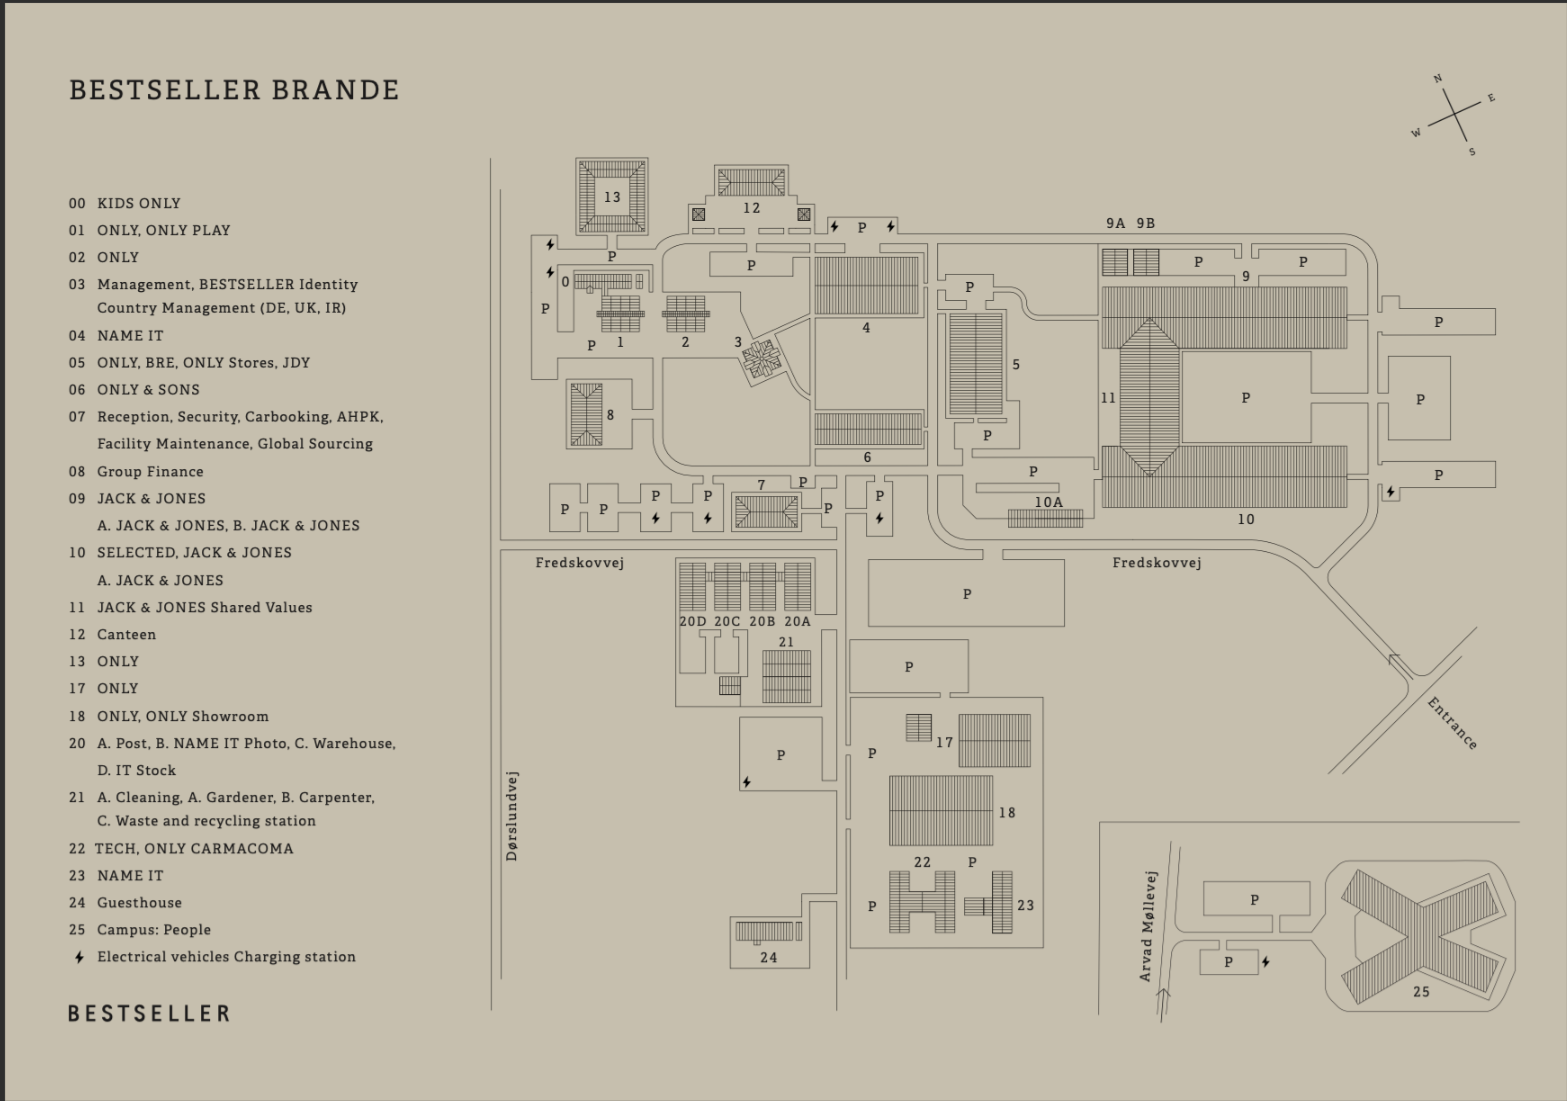 BESTSELLER BRANDE
N
E
W
S
00 KIDS ONLY
01 ONLY, ONLY PLAY
02 ONLY
03 Management, BESTSELLER Identity
Country Management (DE, UK, IR)
04 NAME IT
05 ONLY, BRE, ONLY Stores, JDY
06 ONLY & SONS
07 Reception, Security, Carbooking, AHPK,
Facility Maintenance, Global Sourcing
08 Group Finance
09 JACK & JONES
A. JACK & JONES, B. JACK & JONES
10 SELECTED, JACK & JONES
A. JACK & JONES
11 JACK & JONES Shared Values
12 Canteen
13 ONLY
17 ONLY
18 ONLY, ONLY Showroom
20 A. Post, B. NAME IT Photo, C. Warehouse,
D. IT Stock
21 A. Cleaning, A. Gardener, B. Carpenter,
C. Waste and recycling station
22 TECH, ONLY CARMACOMA
23 NAME IT
24 Guesthouse
25 Campus: People
Electrical vehicles Charging station
BESTSELLER
13
12
P
9A 9B
P
P
P
P
9
0
P
P
P
4
3
P
1
2
5
11
P
P
8
P
6
P
P
7
P
P
P
P
P
P
P
P
10A
10
Fredskovvej
Fredskovvej
P
20D 20C 20B 20A
21
P
17
P
P
Entrance
Dørslundvej
18
22
P
P
23
24
Arvad Møllevej
P
P
25